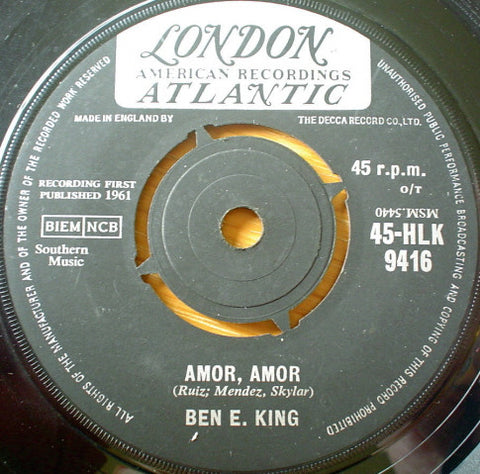 LONDON
AMERICAN RECORDINGS
ATLANTIC
MADE IN ENGLAND BY
THE DECCA RECORD CO., LTD.
45 r.p.m.
O/T
RECORDING FIRST
PUBLISHED 1961
BIEM NCB
Southern
Music
MSM.5440
45-HLK
9416
AMOR, AMOR
(Ruiz; Mendez, Skylar)
BEN E. KING
ALL RIGHTS OF THE MANUFACTURER AND OF THE OWNER OF THE RECORDED WORK RESERVED
UNAUTHORISED PUBLIC PERFORMANCE BROADCASTING AND COPYING OF THIS RECORD PROHIBITED